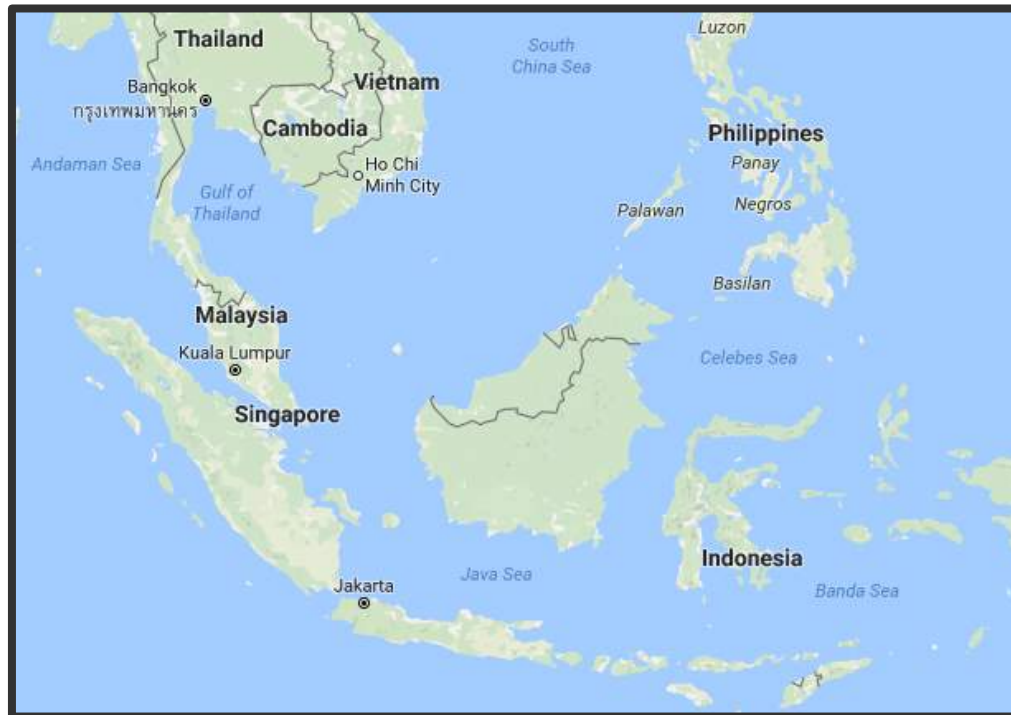 Luzon
Thailand
South
China Sea
Vietnam
Bangkok
กรุงเทพมหานคร
Cambodia
Philippines
Andaman Sea
Ho Chi
Minh City
Panay
Gulf of
Thailand
Palawan
Negros
Basilan
Malaysia
Kuala Lumpur
Celebes Sea
Singapore
Indonesia
Java Sea
Jakarta
Banda Sea